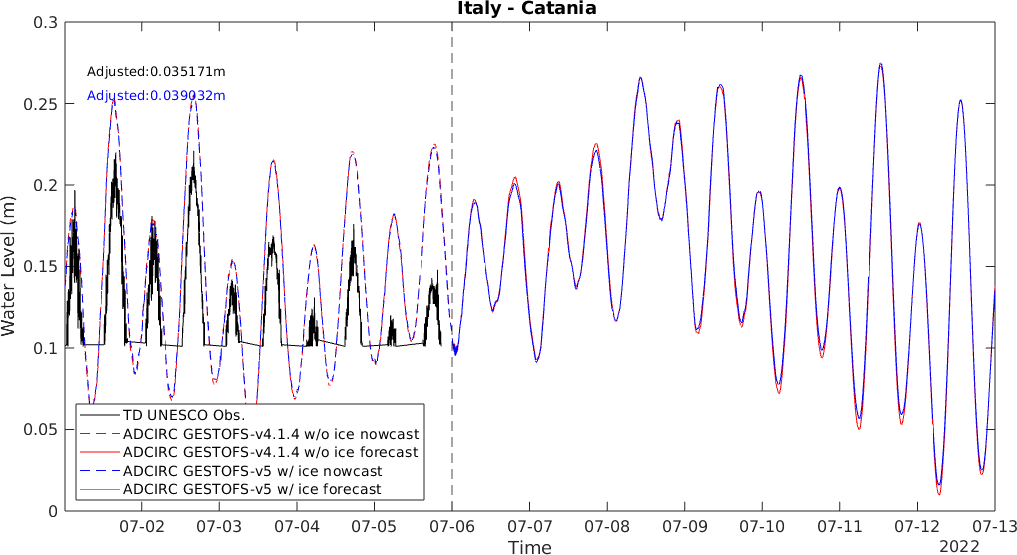 Italy - Catania
0.3
0.25
0.2
0.15
0.1
0.05
0
Water Level (m)
Adjusted:0.035171m
Adjusted:0.039032m
TD UNESCO Obs.
ADCIRC GESTOFS-v4.1.4 w/o ice nowcast
ADCIRC GESTOFS-v4.1.4 w/o ice forecast
ADCIRC GESTOFS-v5 w/ ice nowcast
ADCIRC GESTOFS-v5 w/ ice forecast
07-02 07-03 07-04 07-05 07-06 07-07 07-08 07-09 07-10 07-11 07-12 07-13
Time
2022